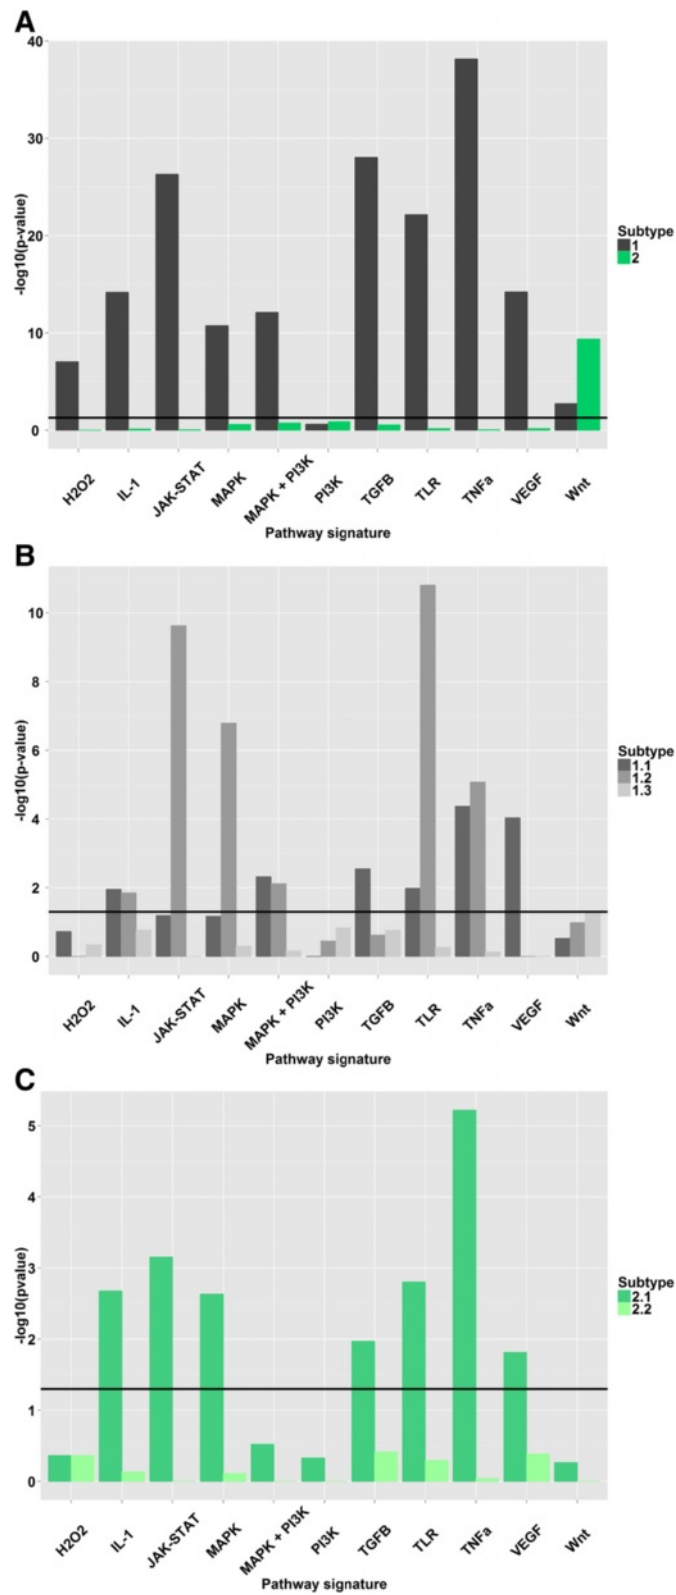 A
40
30
20
10
0
-log10(p-value)
H2O2
IL-1
JAK-STAT
MAPK
MAPK + PI3K
PI3K
TGFB
TLR
TNFa
VEGF
Wnt
Pathway signature
Subtype
1
2
B
10
8
6
4
2
0
-log10(p-value)
H2O2
IL-1
JAK-STAT
MAPK
MAPK + PI3K
PI3K
TGFB
TLR
TNFa
VEGF
Wnt
Pathway signature
Subtype
1.1
1.2
1.3
C
5
4
3
2
1
0
-log10(pvalue)
H2O2
IL-1
JAK-STAT
MAPK
MAPK + PI3K
PI3K
TGFB
TLR
TNFa
VEGF
Wnt
Pathway signature
Subtype
2.1
2.2